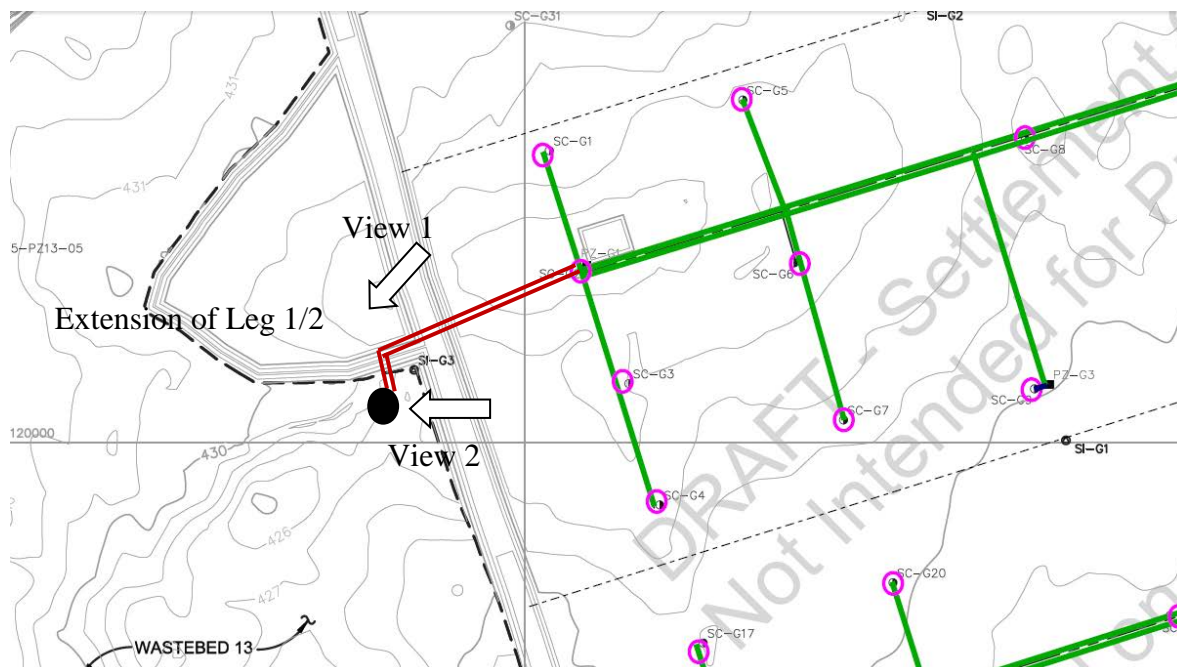 SC-G31
SI-G2
431
SC-G5
SC-G8
SC-G1
431
View 1
5-PZ13-05
PZ-G1
SC-G6
Extension of Leg 1/2
SI-G3
SC-G3
PZ-G3
SC-G7
120000
430
View 2
SI-G1
SC-G4
426
SC-G20
427
WASTEBED 13
SC-G17
DRAFT - Settlement
Not Intended for